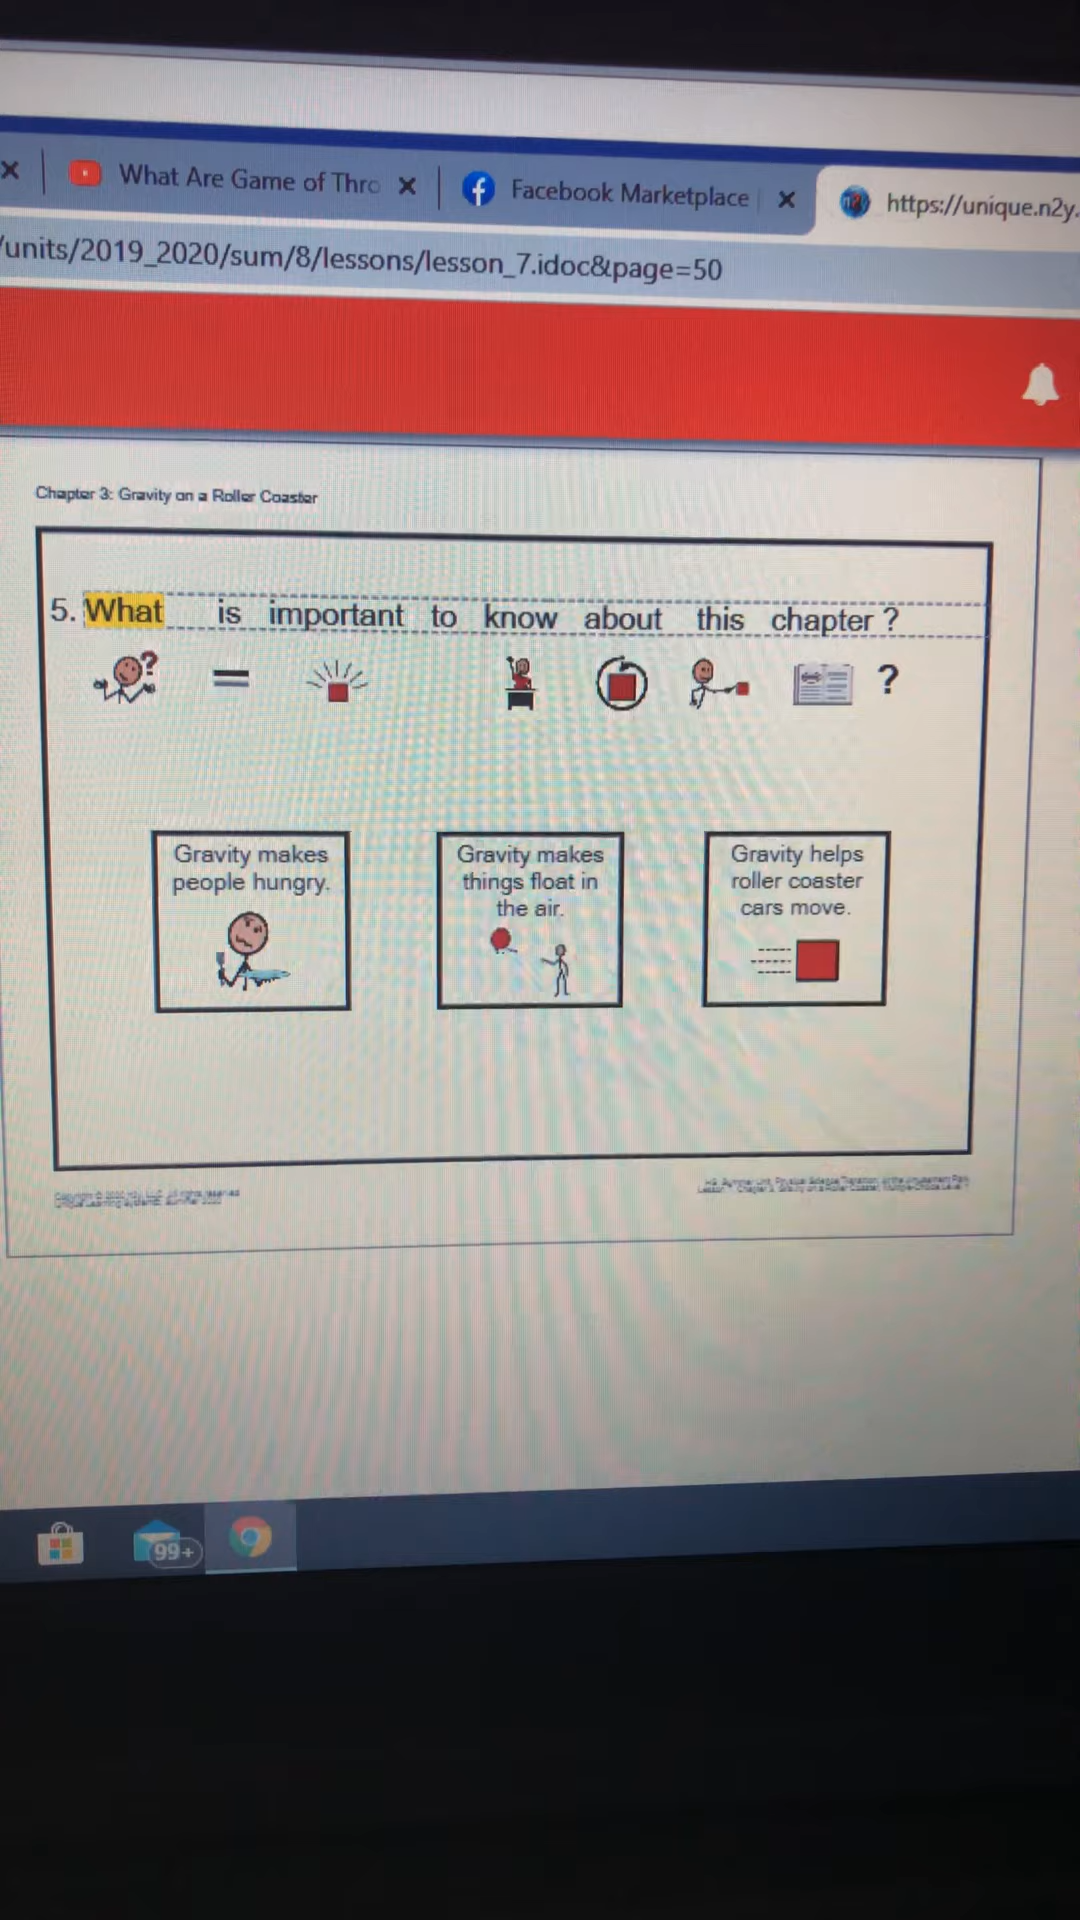 What Are Game of Thro
Facebook Marketplace
https://unique.n2y.
/units/2019_2020/sum/8/lessons/lesson_7.idoc&page=50
Chapter 3: Gravity on a Roller Coaster
5. What is important to know about this chapter ?
?
Gravity makes
people hungry.
Gravity makes
things float in
the air.
Gravity helps
roller coaster
cars move.
99+